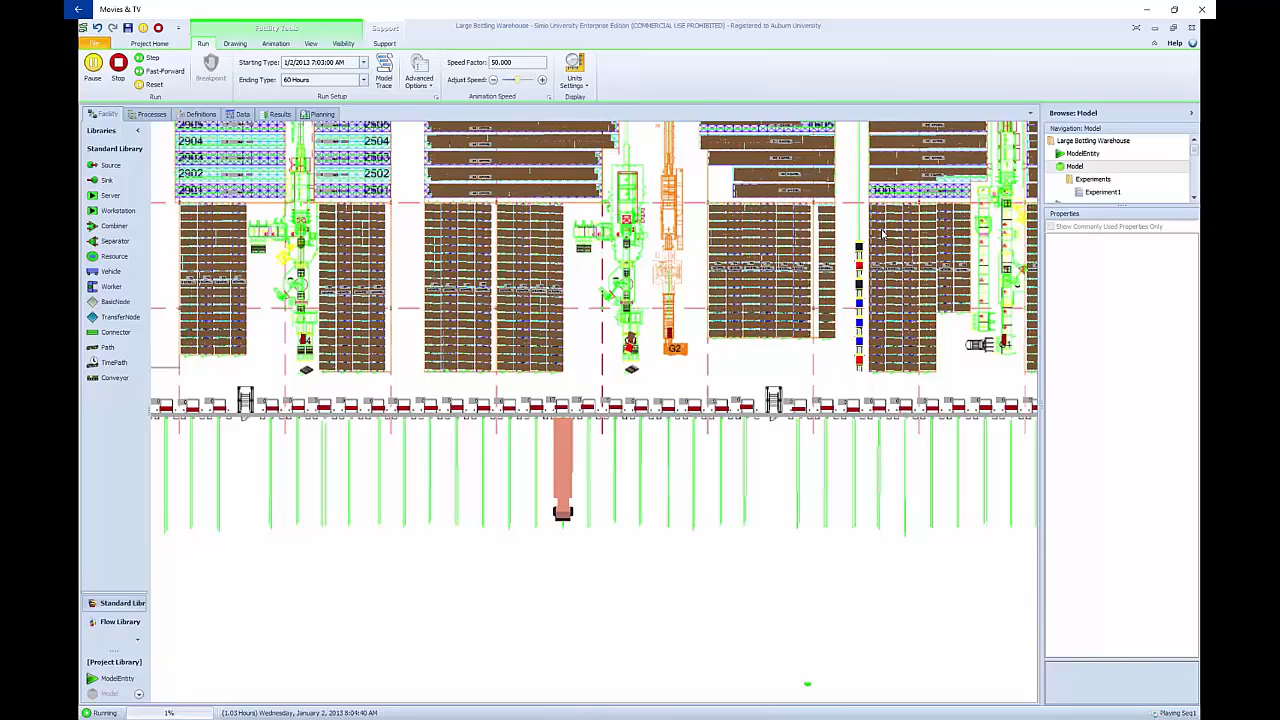 Movies & TV
Facility Tools
Support
Large Bottling Warehouse - Simio University Enterprise Edition (COMMERCIAL USE PROHIBITED) - Registered to Auburn University
File
Project Home
Run
Drawing
Animation
View
Visibility
Support
Help
Pause
Stop
Step
Fast-Forward
Reset
Run
Breakpoint
Starting Type: 1/2/2013 7:03:00 AM
Ending Type: 60 Hours
Run Setup
Model Trace
Advanced Options
Speed Factor: 50.000
Adjust Speed:
Animation Speed
Units Settings
Display
Facility
Processes
Definitions
Data
Results
Planning
Browse: Model
Libraries
Navigation: Model
Standard Library
Large Bottling Warehouse
ModelEntity
Model
Experiments
Experiment1
Properties
Show Commonly Used Properties Only
Source
Sink
Server
Workstation
Combiner
Separator
Resource
Vehicle
Worker
BasicNode
TransferNode
Connector
Path
TimePath
Conveyor
2904
2504
2903
2503
2902
2502
2901
2501
G2
Standard Libr
Flow Library
[Project Library]
ModelEntity
Model
Running
1%
(1.03 Hours) Wednesday, January 2, 2013 8:04:40 AM
Playing Seq1